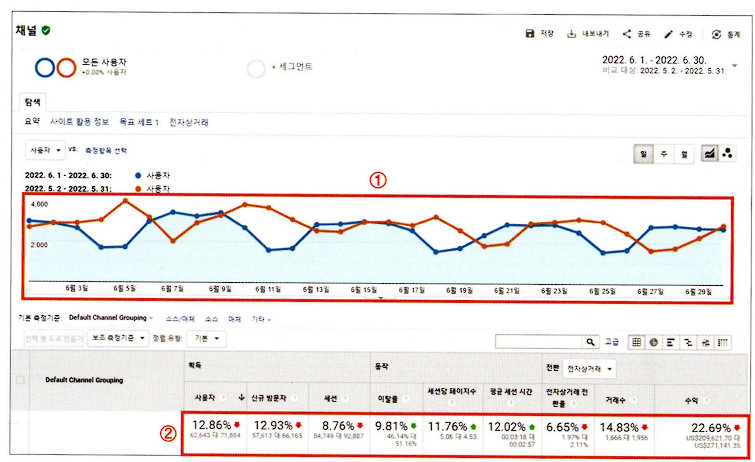 채널
저장 내보내기 공유 수정 통계
모든 사용자
+0.00% 사용자
+ 세그먼트
2022. 6. 1. - 2022. 6. 30.
비교 대상: 2022. 5. 2. - 2022. 5. 31.
탐색
요약 사이트 활용 정보 목표 세트 1 전자상거래
사용자 vs. 측정항목 선택
일 주 월
2022. 6. 1 - 2022. 6. 30: 사용자
2022. 5. 2 - 2022. 5. 31: 사용자
①
4,000
2,000
... 6월 3일 6월 5일 6월 7일 6월 9일 6월 11일 6월 13일 6월 15일 6월 17일 6월 19일 6월 21일 6월 23일 6월 25일 6월 27일 6월 29일
기본 측정기준: Default Channel Grouping 소스/매체 소스 매체 기타
보조 측정기준 정렬 유형: 기본 고급
Default Channel Grouping
획득 동작 전환 전자상거래
사용자 신규 방문자 세션 이탈률 세션당 페이지수 평균 세션 시간 전자상거래 전환율 거래수 수익
②
12.86% 12.93% 8.76% 9.81% 11.76% 12.02% 6.65% 14.83% 22.69%
62,643 대 71,884 57,613 대 66,165 84,749 대 92,887 46.14% 대 51.16% 5.06 대 4.53 00:03:18 대 00:02:57 1.97% 대 2.11% 1,666 대 1,956 US$209,621.70 대 US$271,141.35